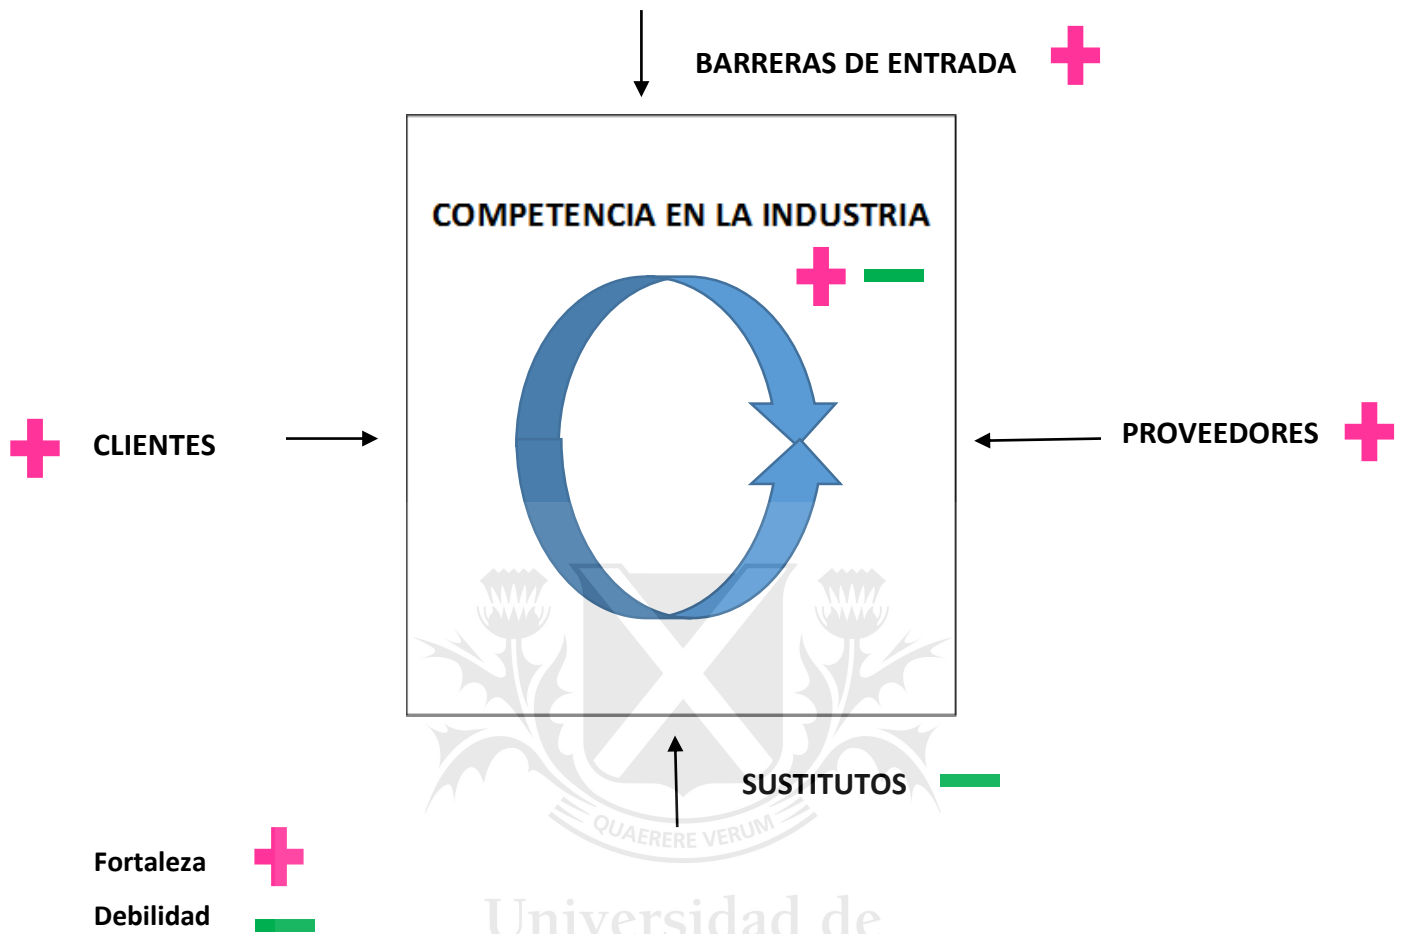 BARRERAS DE ENTRADA
COMPETENCIA EN LA INDUSTRIA
CLIENTES
PROVEEDORES
SUSTITUTOS
QUAERERE VERUM
Fortaleza
Debilidad
Universidad de